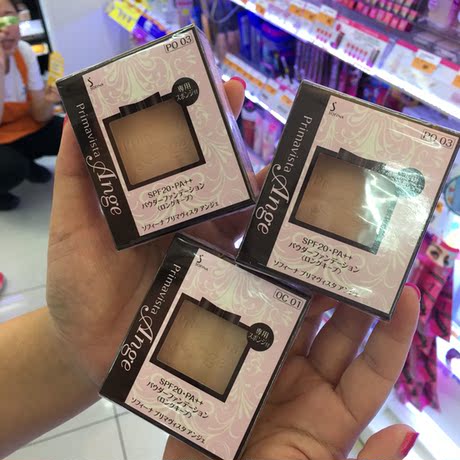 PO 03
S
sofina
専用
スポンジ付
Primavista
Ange
SPF20・PA++
パウダーファンデーション
(ロングキープ)
ソフィーナ プリマヴィスタ アンジェ
PO 03
S
sofina
Primavista
Ange
SPF20・PA++
パウダーファンデーション
(ロングキープ)
ソフィーナ プリマヴィスタ アンジェ
OC 01
S
sofina
専用
スポンジ付
Primavista
Ange
SPF20・PA++
パウダーファンデーション
(ロングキープ)
ソフィーナ プリマヴィスタ アンジェ